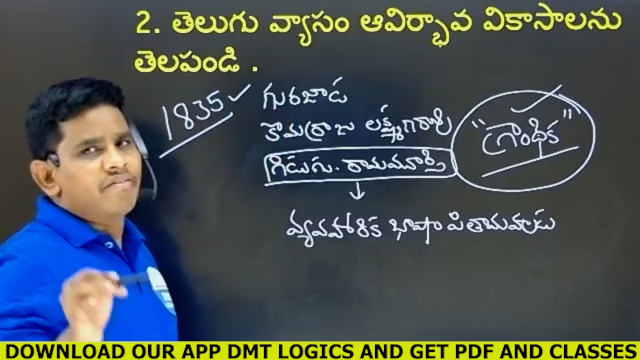 2. తెలుగు వ్యాసం ఆవిర్భావ వికాసాలను
తెలపండి .
1835
గురజాడ
కొమర్రాజు లక్ష్మణరావు
గిడుగు. రామమూర్తి
"గ్రాంథిక"
వ్యవహారిక భాషా పితామహుడు
DOWNLOAD OUR APP DMT LOGICS AND GET PDF AND CLASSES